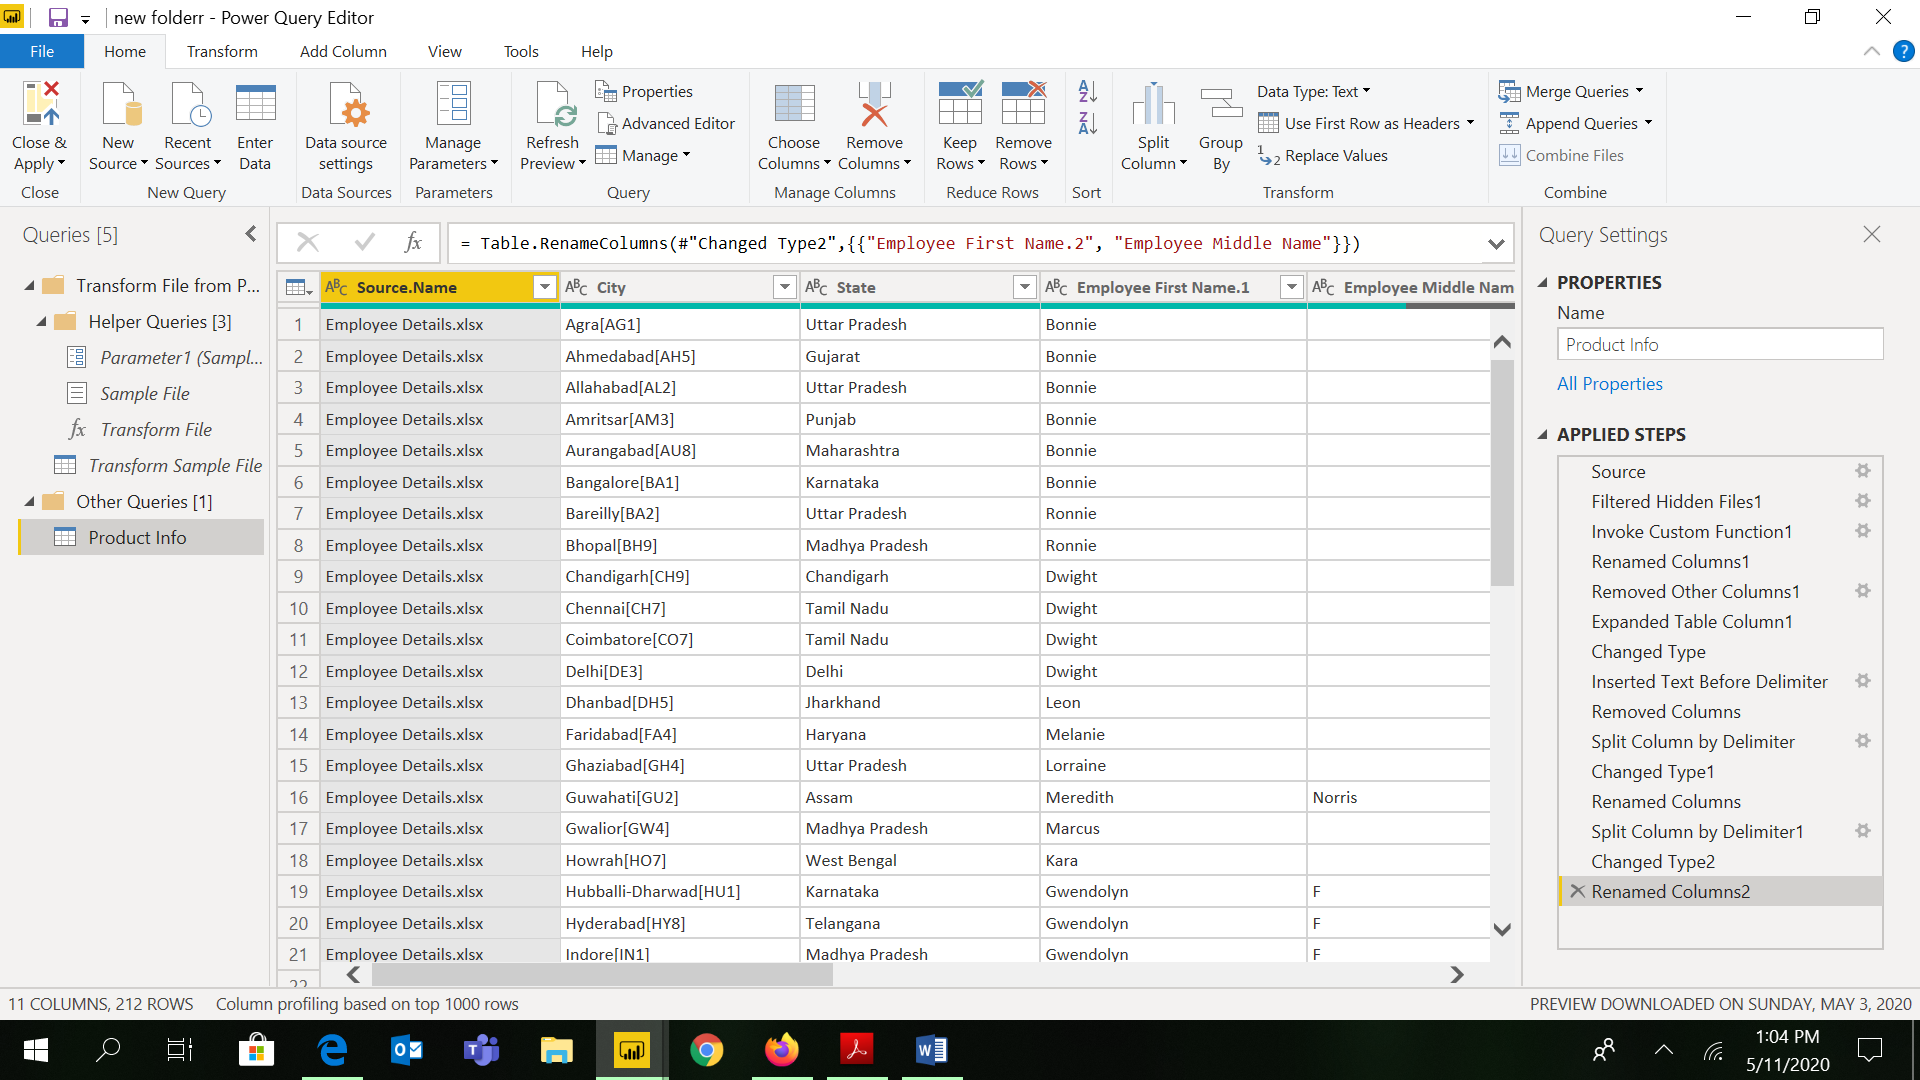 new folderr - Power Query Editor
File Home Transform Add Column View Tools Help
Close & Apply
Close
New Source
Recent Sources
Enter Data
New Query
Data source settings
Data Sources
Manage Parameters
Parameters
Refresh Preview
Properties
Advanced Editor
Manage
Query
Choose Columns
Remove Columns
Manage Columns
Keep Rows
Remove Rows
Reduce Rows
Sort
Split Column
Group By
Data Type: Text
Use First Row as Headers
Replace Values
Transform
Merge Queries
Append Queries
Combine Files
Combine
Queries [5]
Transform File from P...
Helper Queries [3]
Parameter1 (Sampl...
Sample File
fx Transform File
Transform Sample File
Other Queries [1]
Product Info
fx = Table.RenameColumns(#"Changed Type2",{{"Employee First Name.2", "Employee Middle Name"}})
ABC Source.Name ABC City ABC State ABC Employee First Name.1 ABC Employee Middle Nam
1 Employee Details.xlsx Agra[AG1] Uttar Pradesh Bonnie
2 Employee Details.xlsx Ahmedabad[AH5] Gujarat Bonnie
3 Employee Details.xlsx Allahabad[AL2] Uttar Pradesh Bonnie
4 Employee Details.xlsx Amritsar[AM3] Punjab Bonnie
5 Employee Details.xlsx Aurangabad[AU8] Maharashtra Bonnie
6 Employee Details.xlsx Bangalore[BA1] Karnataka Bonnie
7 Employee Details.xlsx Bareilly[BA2] Uttar Pradesh Ronnie
8 Employee Details.xlsx Bhopal[BH9] Madhya Pradesh Ronnie
9 Employee Details.xlsx Chandigarh[CH9] Chandigarh Dwight
10 Employee Details.xlsx Chennai[CH7] Tamil Nadu Dwight
11 Employee Details.xlsx Coimbatore[CO7] Tamil Nadu Dwight
12 Employee Details.xlsx Delhi[DE3] Delhi Dwight
13 Employee Details.xlsx Dhanbad[DH5] Jharkhand Leon
14 Employee Details.xlsx Faridabad[FA4] Haryana Melanie
15 Employee Details.xlsx Ghaziabad[GH4] Uttar Pradesh Lorraine
16 Employee Details.xlsx Guwahati[GU2] Assam Meredith Norris
17 Employee Details.xlsx Gwalior[GW4] Madhya Pradesh Marcus
18 Employee Details.xlsx Howrah[HO7] West Bengal Kara
19 Employee Details.xlsx Hubballi-Dharwad[HU1] Karnataka Gwendolyn F
20 Employee Details.xlsx Hyderabad[HY8] Telangana Gwendolyn F
21 Employee Details.xlsx Indore[IN1] Madhya Pradesh Gwendolyn F
22
Query Settings
PROPERTIES
Name
Product Info
All Properties
APPLIED STEPS
Source
Filtered Hidden Files1
Invoke Custom Function1
Renamed Columns1
Removed Other Columns1
Expanded Table Column1
Changed Type
Inserted Text Before Delimiter
Removed Columns
Split Column by Delimiter
Changed Type1
Renamed Columns
Split Column by Delimiter1
Changed Type2
Renamed Columns2
11 COLUMNS, 212 ROWS Column profiling based on top 1000 rows PREVIEW DOWNLOADED ON SUNDAY, MAY 3, 2020
1:04 PM
5/11/2020